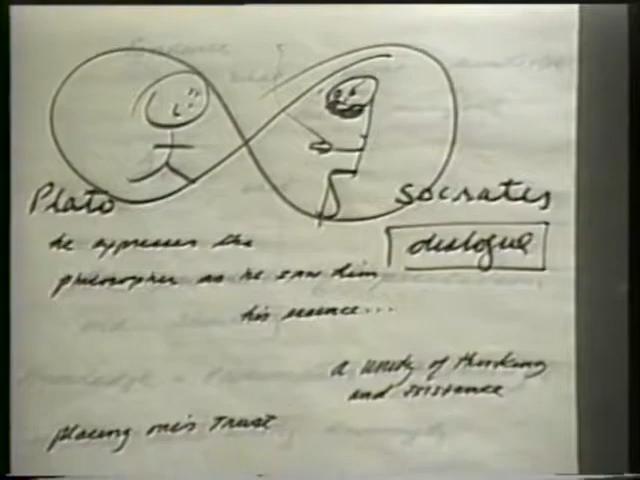 Plato
Socrates
dialogue
he expresses the
philosopher as he saw him
his essence...
a unity of thinking
and existence
placing one's trust